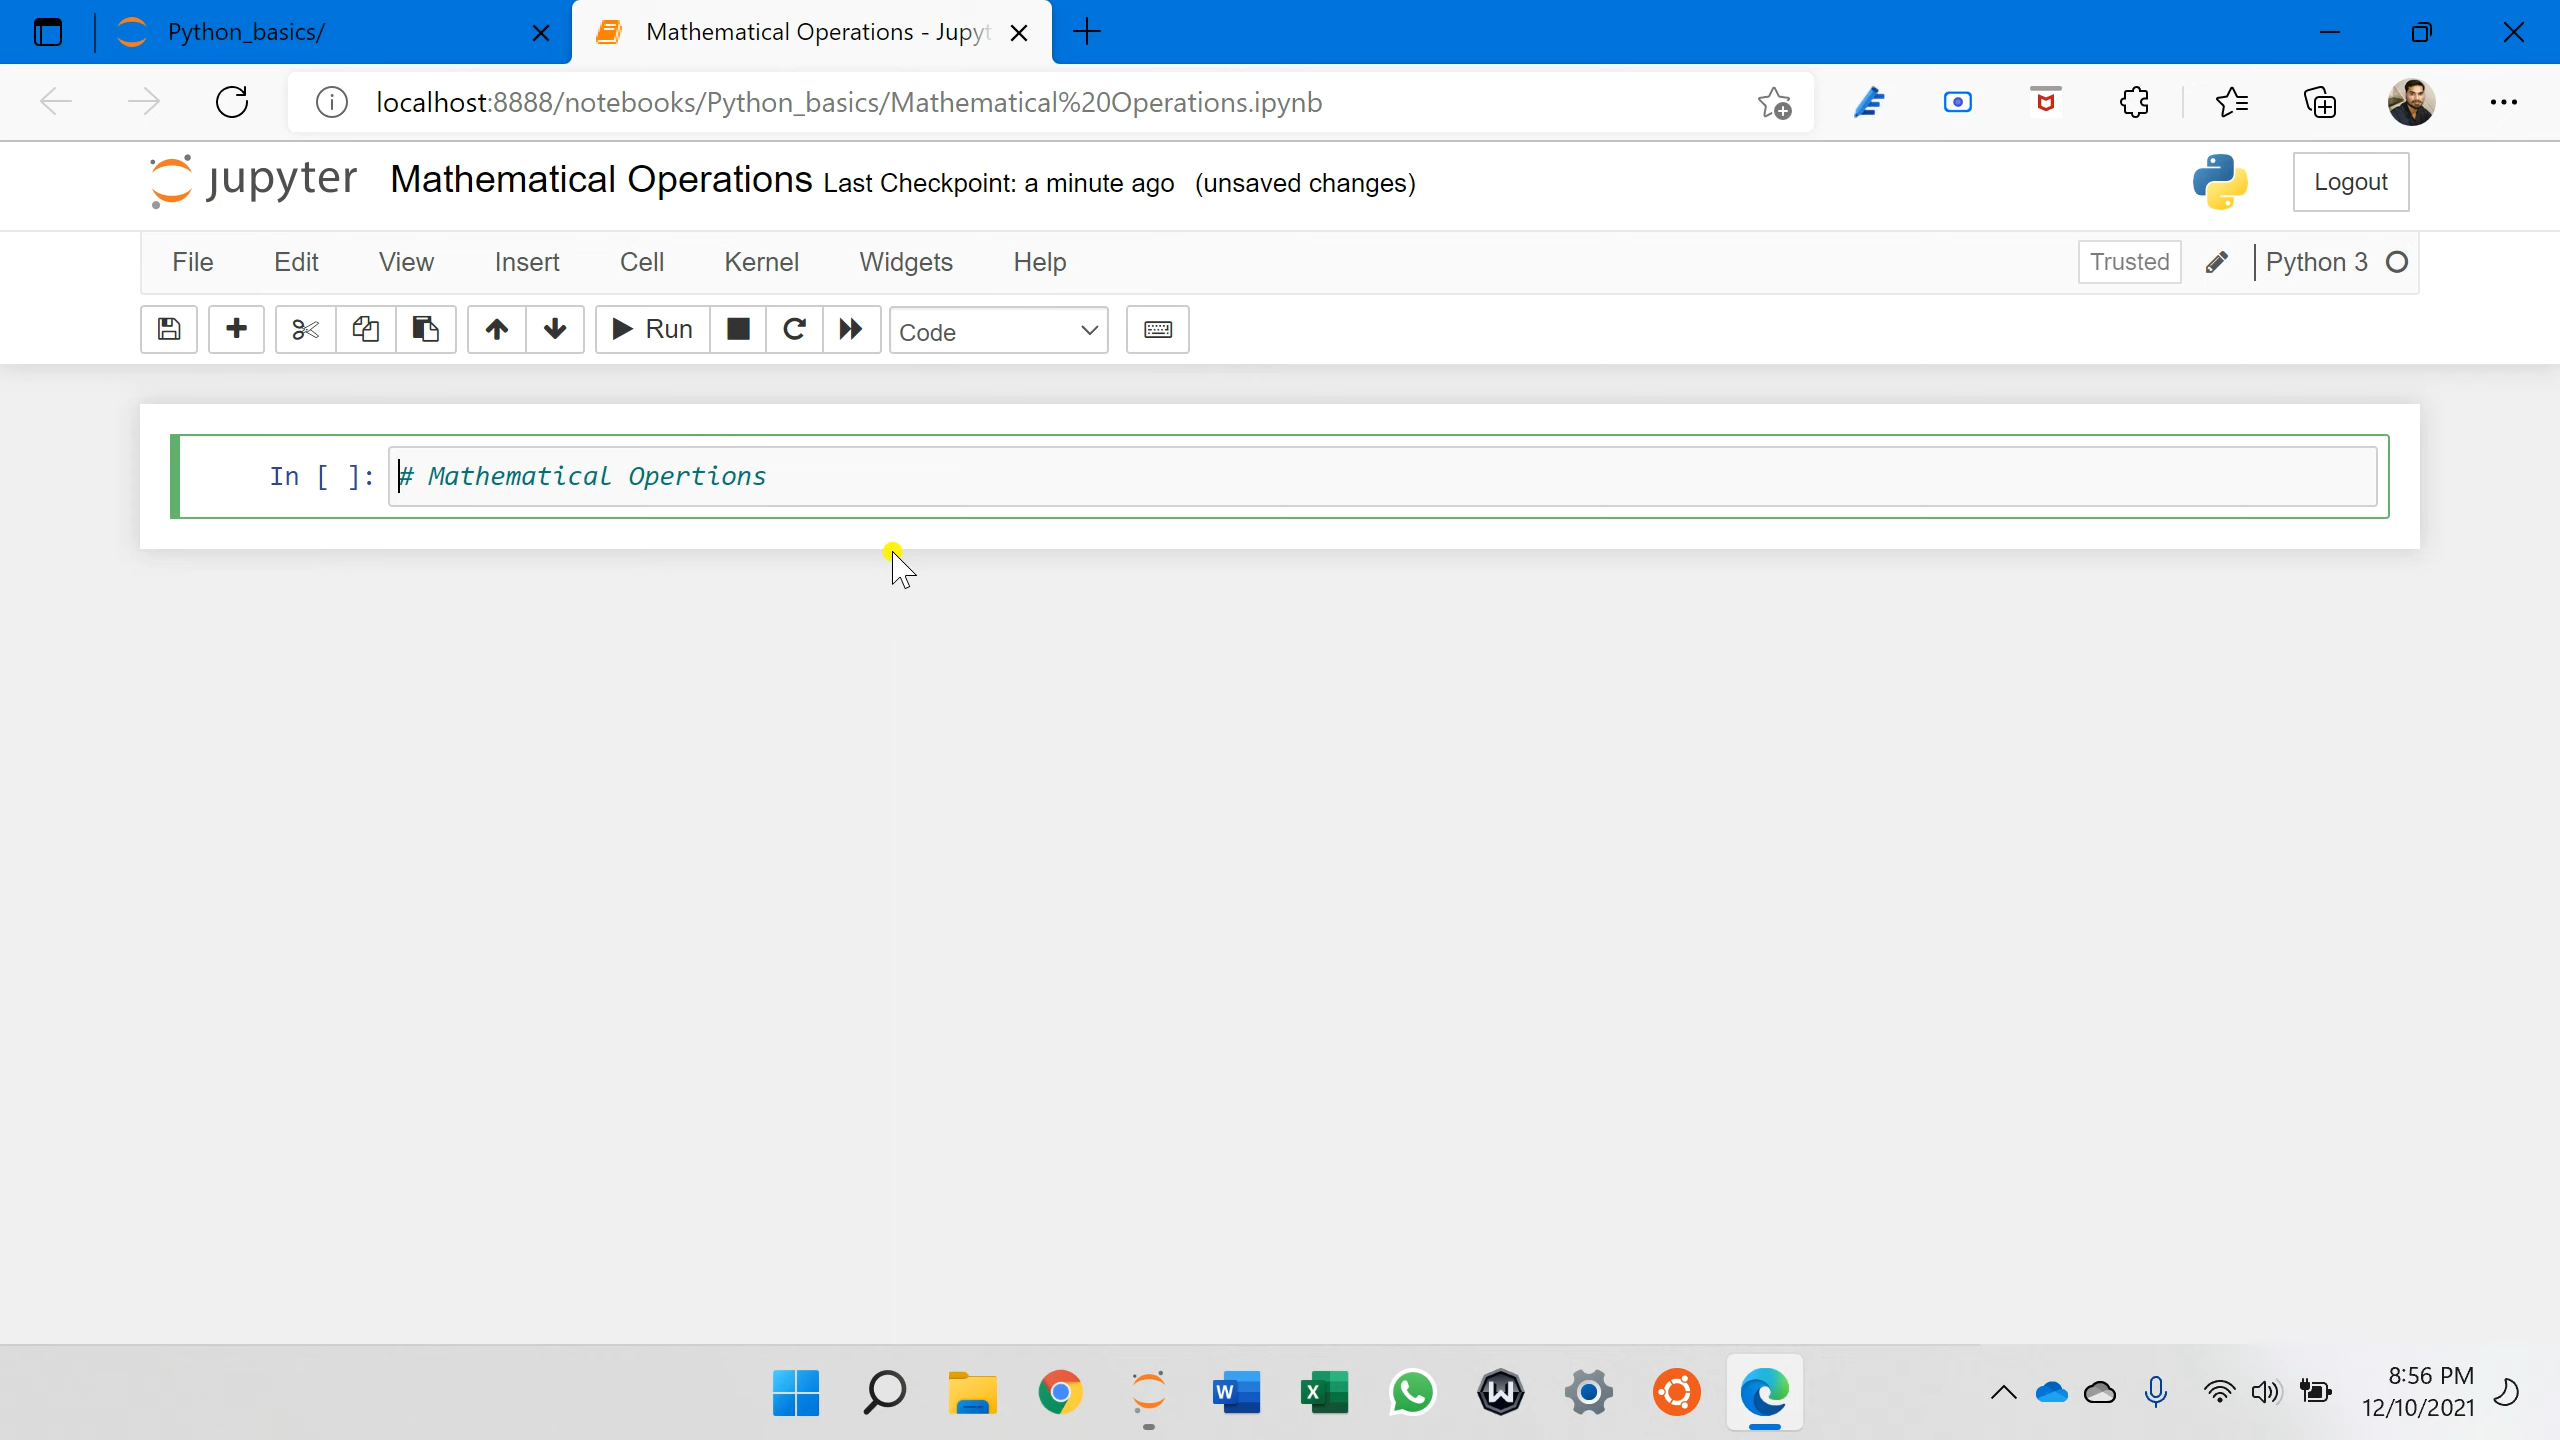 Python_basics/
Mathematical Operations - Jupyt
localhost:8888/notebooks/Python_basics/Mathematical%20Operations.ipynb
jupyter Mathematical Operations Last Checkpoint: a minute ago (unsaved changes)
Logout
File Edit View Insert Cell Kernel Widgets Help
Trusted
Python 3
Run
Code
In [ ]: # Mathematical Opertions
8:56 PM
12/10/2021